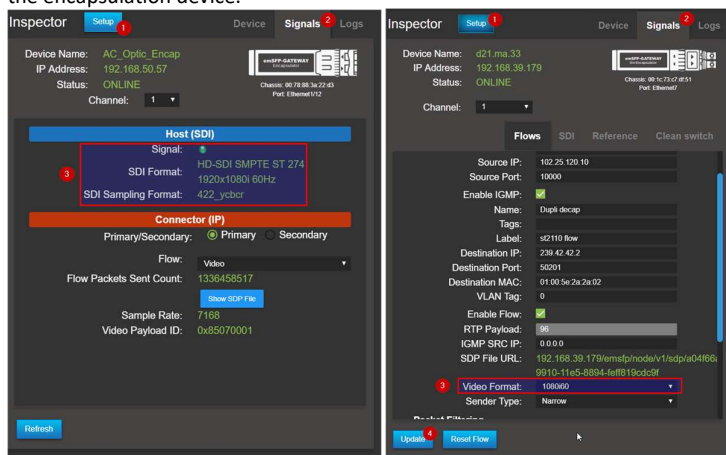 the encapsulation device.
Inspector Setup 1 Device Signals 2 Logs
Device Name: AC_Optic_Encap
IP Address: 192.168.50.57
Status: ONLINE
emSFP-GATEWAY
Encapsulator
Chassis: 00:78:88:3a:22:d3
Port: Ethernet1/12
Channel: 1
Host (SDI)
Signal:
3
SDI Format: HD-SDI SMPTE ST 274
1920x1080i 60Hz
SDI Sampling Format: 422_ycbcr
Connector (IP)
Primary/Secondary: Primary Secondary
Flow: Video
Flow Packets Sent Count: 1336458517
Show SDP File
Sample Rate: 7168
Video Payload ID: 0x85070001
Refresh
Inspector Setup 1 Device Signals 2 Logs
Device Name: d21.ma.33
IP Address: 192.168.39.179
Status: ONLINE
emSFP-GATEWAY
Chassis: 00:1c:73:c7:df:51
Port: Ethernet7
Channel: 1
Flows SDI Reference Clean switch
Source IP: 102.25.120.10
Source Port: 10000
Enable IGMP:
Name: Dupli decap
Tags:
Label: st2110 flow
Destination IP: 239.42.42.2
Destination Port: 50201
Destination MAC: 01:00:5e:2a:2a:02
VLAN Tag: 0
Enable Flow:
RTP Payload: 96
IGMP SRC IP: 0.0.0.0
SDP File URL: 192.168.39.179/emsfp/node/v1/sdp/a04f66a
9910-11e5-8894-feff819cdc9f
3 Video Format: 1080i60
Sender Type: Narrow
Packet Filtering
Update 4 Reset Flow